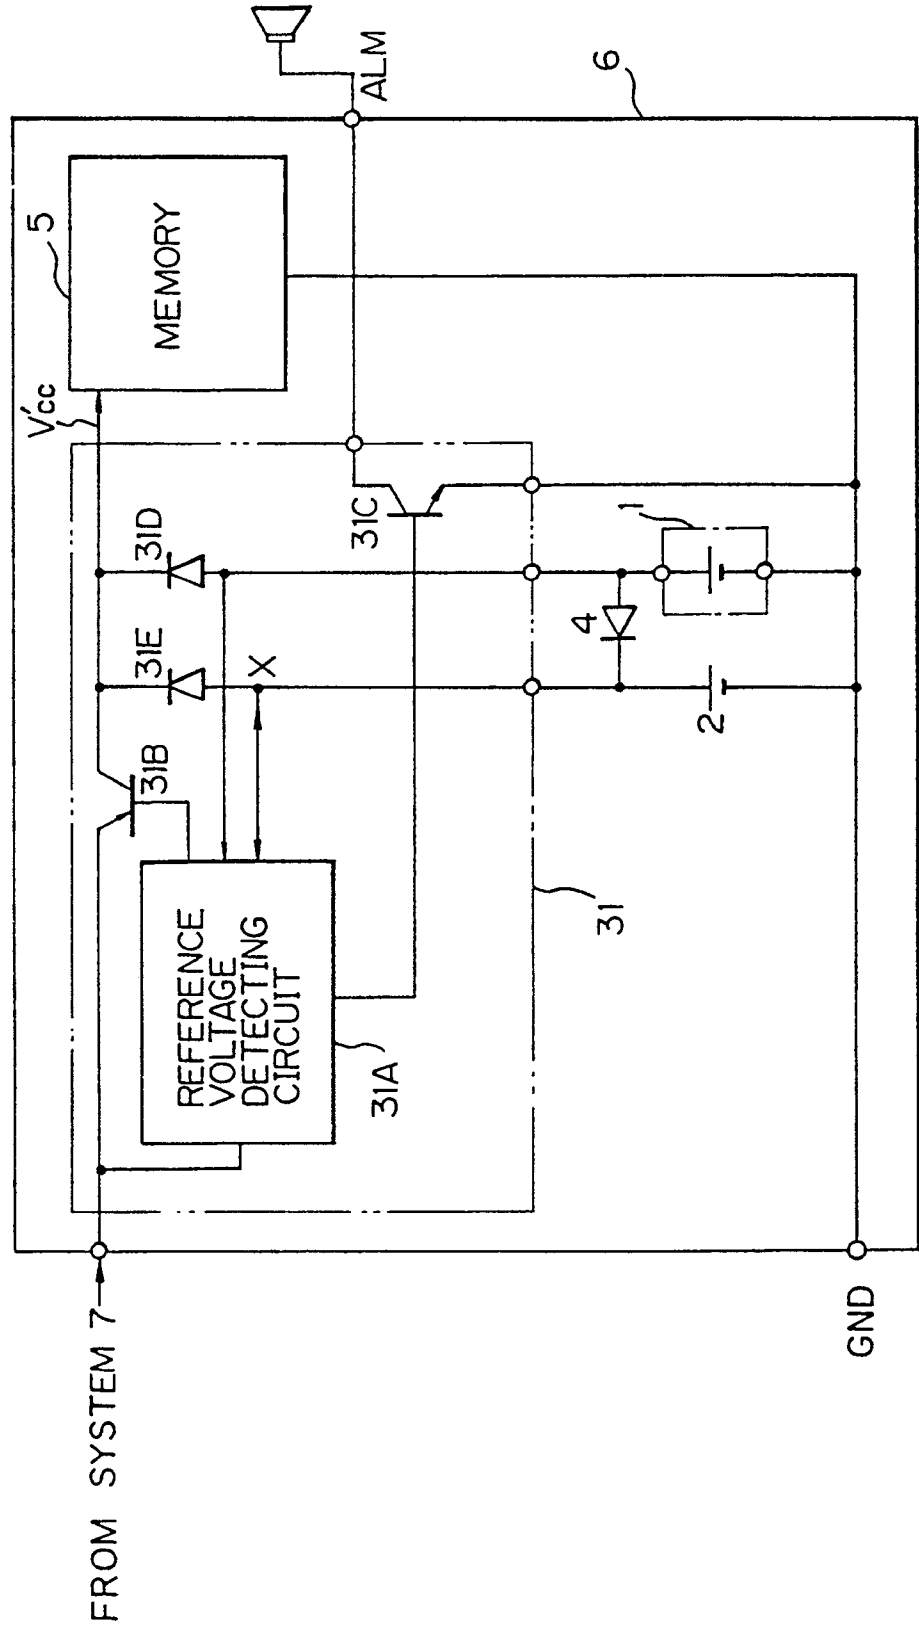 FROM SYSTEM 7
GND
REFERENCE
VOLTAGE
DETECTING
CIRCUIT
31A
31
31B
31E
31D
X
31C
2
4
1
V'cc
MEMORY
5
ALM
6